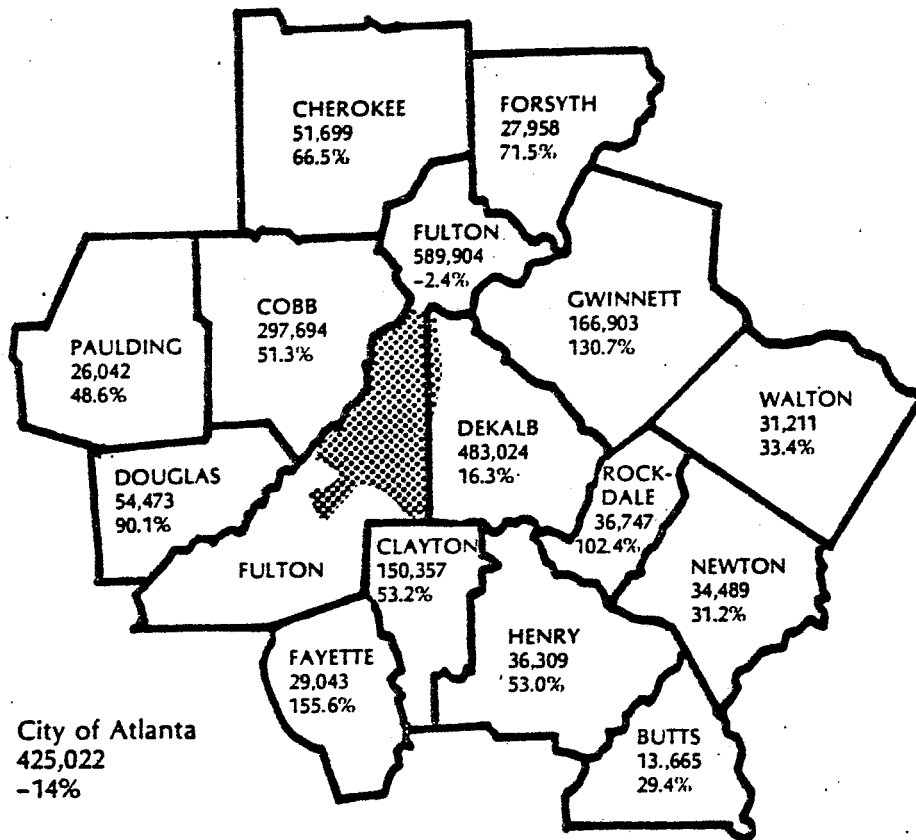 CHEROKEE
51,699
66.5%
FORSYTH
27,958
71.5%
FULTON
589,904
-2.4%
GWINNETT
166,903
130.7%
COBB
297,694
51.3%
PAULDING
26,042
48.6%
WALTON
31,211
33.4%
DEKALB
483,024
16.3%
DOUGLAS
54,473
90.1%
ROCK-
DALE
36,747
102.4%
CLAYTON
150,357
53.2%
FULTON
NEWTON
34,489
31.2%
HENRY
36,309
53.0%
FAYETTE
29,043
155.6%
City of Atlanta
425,022
-14%
BUTTS
13,665
29.4%